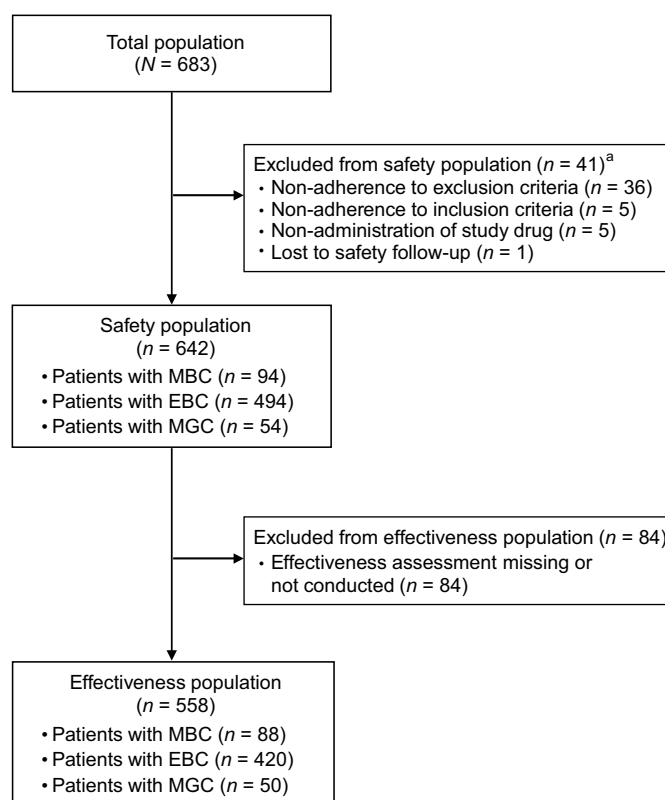 Total population
(N = 683)
Excluded from safety population (n = 41)a
· Non-adherence to exclusion criteria (n = 36)
· Non-adherence to inclusion criteria (n = 5)
· Non-administration of study drug (n = 5)
· Lost to safety follow-up (n = 1)
Safety population
(n = 642)
• Patients with MBC (n = 94)
• Patients with EBC (n = 494)
• Patients with MGC (n = 54)
Excluded from effectiveness population (n = 84)
· Effectiveness assessment missing or
not conducted (n = 84)
Effectiveness population
(n = 558)
• Patients with MBC (n = 88)
• Patients with EBC (n = 420)
• Patients with MGC (n = 50)